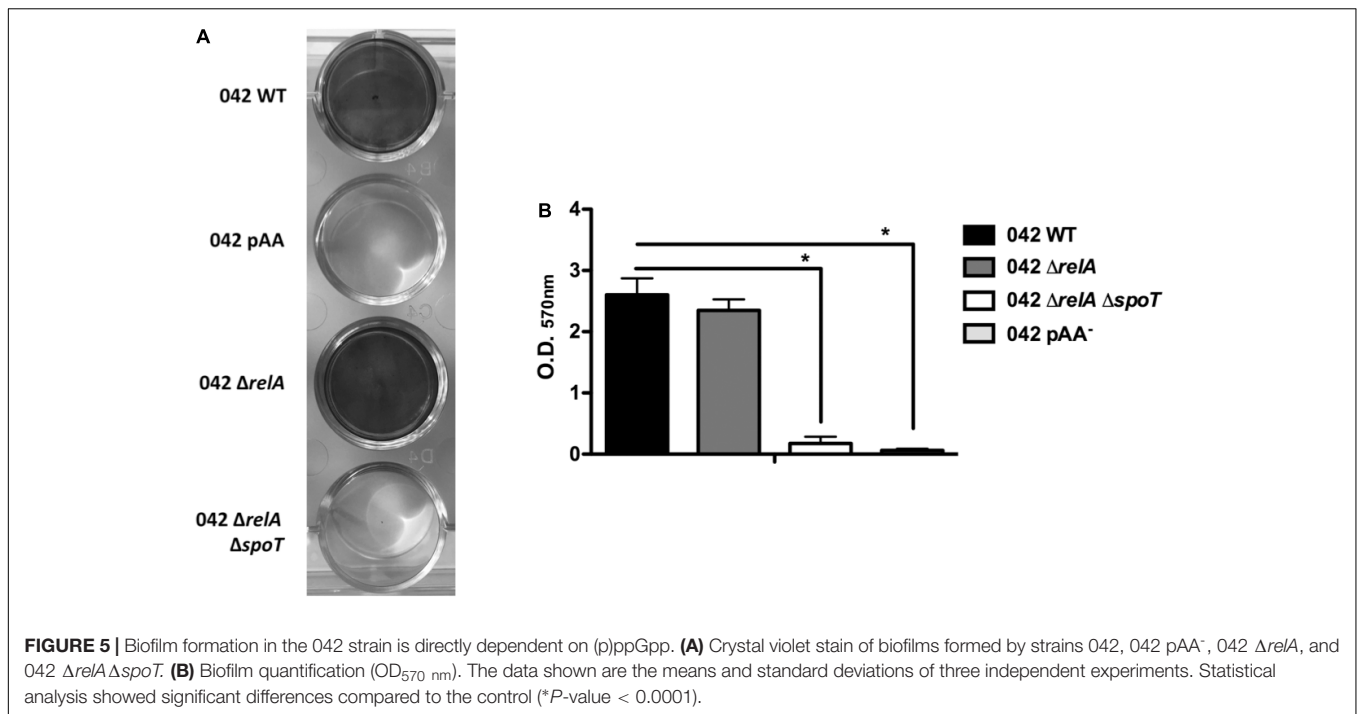 A
042 WT
042 pAA
042 ΔrelA
042 ΔrelA
ΔspoT
B4
C4
D4
B
4
3
2
1
0
O.D. 570nm
*
*
042 WT
042 ΔrelA
042 ΔrelA ΔspoT
042 pAA-
FIGURE 5 | Biofilm formation in the 042 strain is directly dependent on (p)ppGpp. (A) Crystal violet stain of biofilms formed by strains 042, 042 pAA-, 042 ΔrelA, and
042 ΔrelAΔspoT. (B) Biofilm quantification (OD570 nm). The data shown are the means and standard deviations of three independent experiments. Statistical
analysis showed significant differences compared to the control (*P-value < 0.0001).